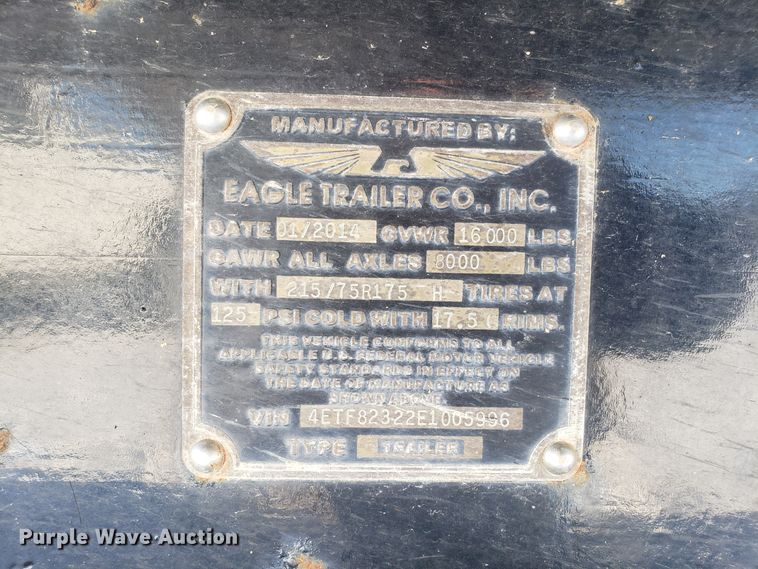 MANUFACTURED BY:
EAGLE TRAILER CO., INC.
DATE 01/2014 GVWR 16000 LBS.
GAWR ALL AXLES 8000 LBS
WITH 215/75R175 H TIRES AT
125 PSI COLD WITH 17.5 RIMS.
THIS VEHICLE CONFORMS TO ALL
APPLICABLE U.S. FEDERAL MOTOR VEHICLE
SAFETY STANDARDS IN EFFECT ON
THE DATE OF MANUFACTURE AS
SHOWN ABOVE.
VIN 4ETF82322E1005996
TYPE TRAILER
Purple Wave Auction